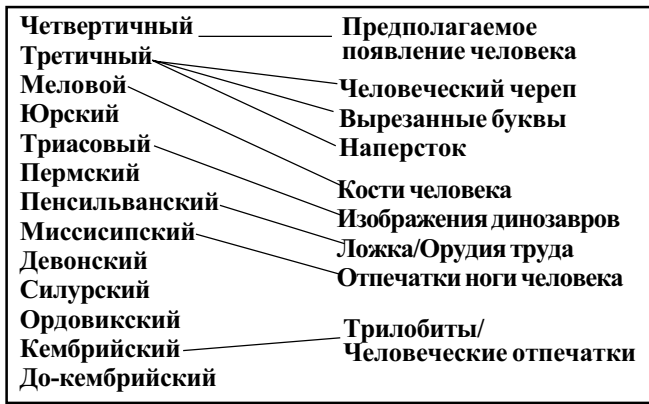 Четвертичный
Третичный
Меловой
Юрский
Триасовый
Пермский
Пенсильванский
Миссисипский
Девонский
Силурский
Ордовикский
Кембрийский
До-кембрийский
Предполагаемое
появление человека
Человеческий череп
Вырезанные буквы
Наперсток
Кости человека
Изображения динозавров
Ложка/Орудия труда
Отпечатки ноги человека
Трилобиты/
Человеческие отпечатки